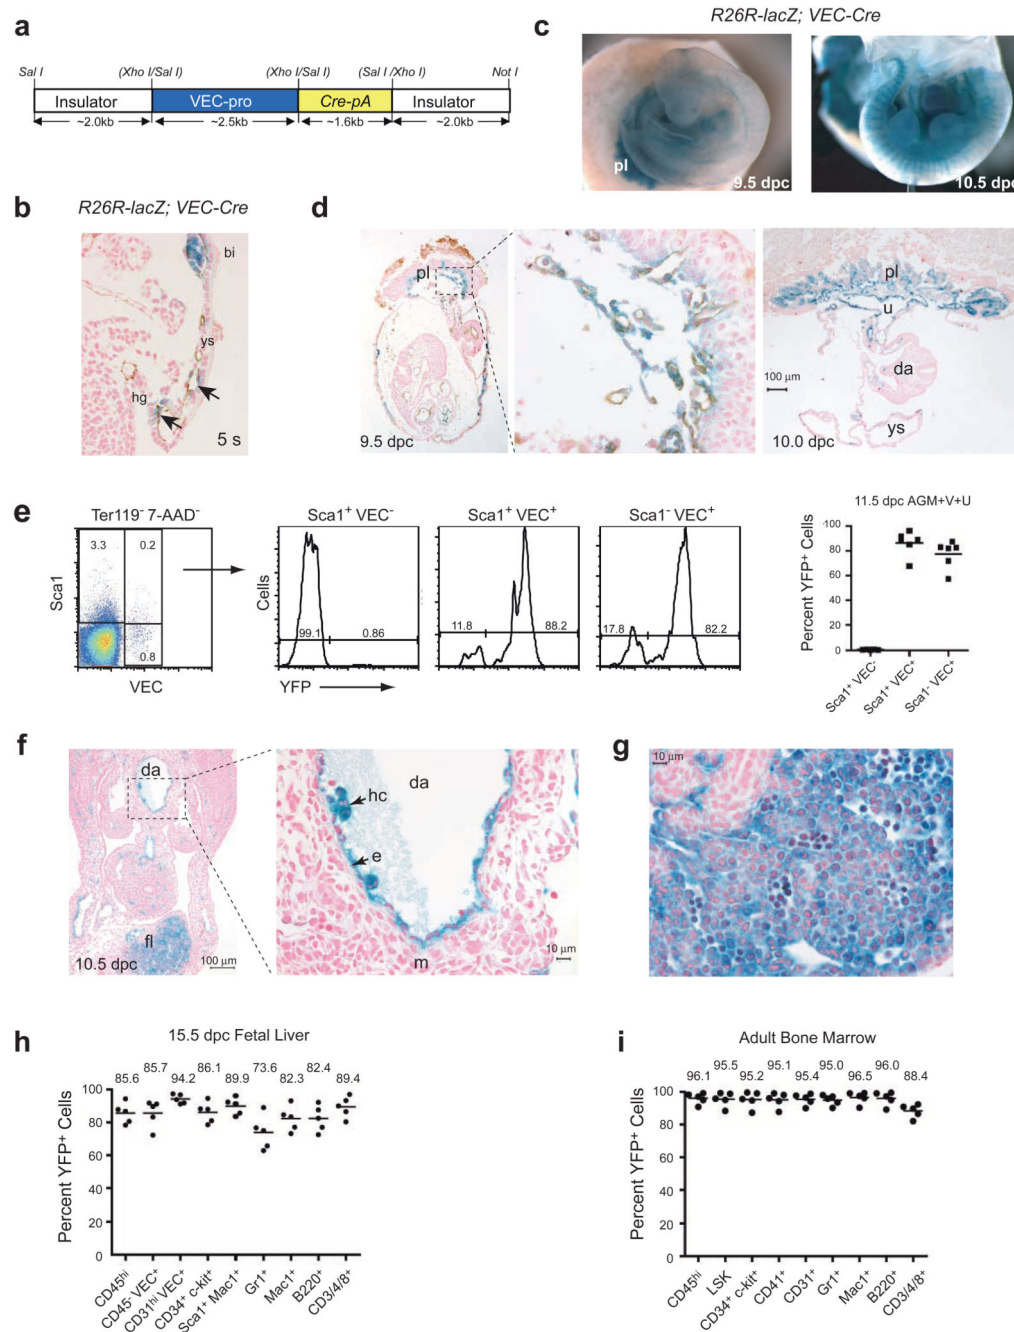 a
Sal I (Xho I/Sal I) (Xho I/Sal I) (Sal I /Xho I) Not I
Insulator VEC-pro Cre-pA Insulator
~2.0kb ~2.5kb ~1.6kb ~2.0kb
c
R26R-lacZ; VEC-Cre
pl
9.5 dpc
10.5 dpc
b
R26R-lacZ; VEC-Cre
bi
ys
hg
5 s
d
pl
9.5 dpc
pl
u
da
100 μm
ys
10.0 dpc
e
Ter119⁻ 7-AAD⁻
3.3 0.2
0.8
Sca1
VEC
Sca1⁺ VEC⁻
Cells
99.1 0.86
YFP
Sca1⁺ VEC⁺
11.8 88.2
Sca1⁻ VEC⁺
17.8 82.2
11.5 dpc AGM+V+U
Percent YFP⁺ Cells
100
80
60
40
20
0
Sca1⁺ VEC⁻
Sca1⁺ VEC⁺
Sca1⁻ VEC⁺
f
da
fl
10.5 dpc
100 μm
da
hc
e
m
10 μm
g
10 μm
h
15.5 dpc Fetal Liver
85.6 85.7 94.2 86.1 89.9 73.6 82.3 82.4 89.4
Percent YFP⁺ Cells
100
80
60
40
20
0
CD45ʰⁱ
CD45⁻ VEC⁺
CD31ʰⁱ VEC⁺
CD34⁺ c-kit⁺
Sca1⁺ Mac1⁺
Gr1⁺
Mac1⁺
B220⁺
CD3/4/8⁺
i
Adult Bone Marrow
96.1 95.5 95.2 95.1 95.4 95.0 96.5 96.0 88.4
Percent YFP⁺ Cells
100
80
60
40
20
0
CD45ʰⁱ
LSK
CD34⁺ c-kit⁺
CD41⁺
CD31⁺
Gr1⁺
Mac1⁺
B220⁺
CD3/4/8⁺